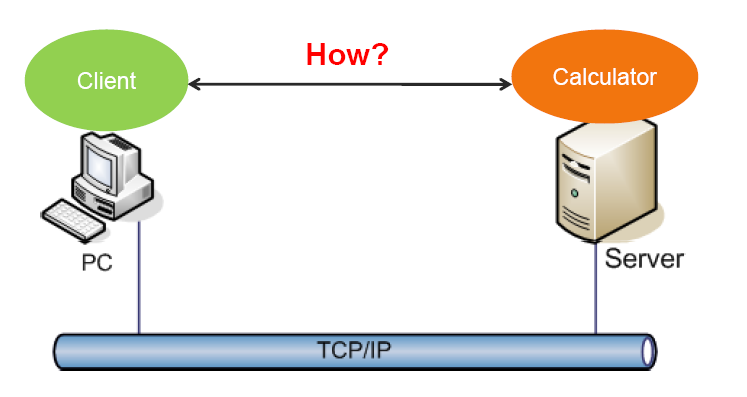 How?
Client
Calculator
PC
Server
TCP/IP